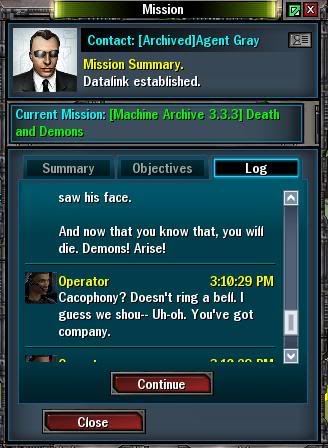 Mission
Contact: [Archived]Agent Gray
Mission Summary.
Datalink established.
Current Mission: [Machine Archive 3.3.3] Death
and Demons
Summary
Objectives
Log
saw his face.
And now that you know that, you will
die. Demons! Arise!
Operator
3:10:29 PM
Cacophony? Doesn't ring a bell. I
guess we shou-- Uh-oh. You've got
company.
Continue
Close